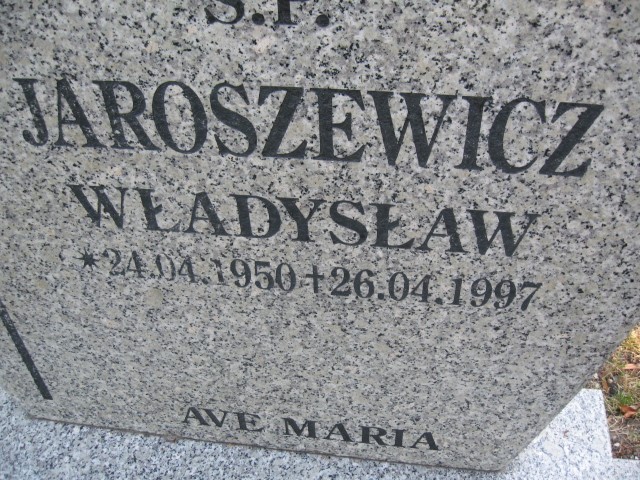 Ś.P.
JAROSZEWICZ
WŁADYSŁAW
*24.04.1950 +26.04.1997
AVE MARIA